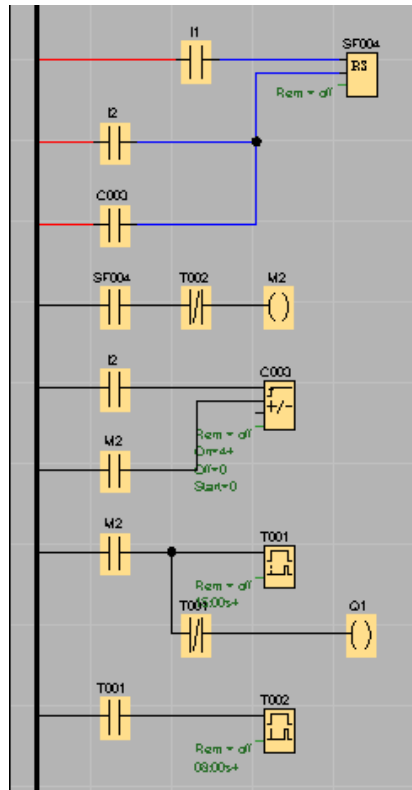 I1
SF004
RS
Rem = off
I2
C003
SF004
T002
M2
I2
C003
+/-
Rem = off
On=4+
Off=0
Start=0
M2
M2
T001
Rem = off
T001
Q1
T001
T002
Rem = off
08:00s+